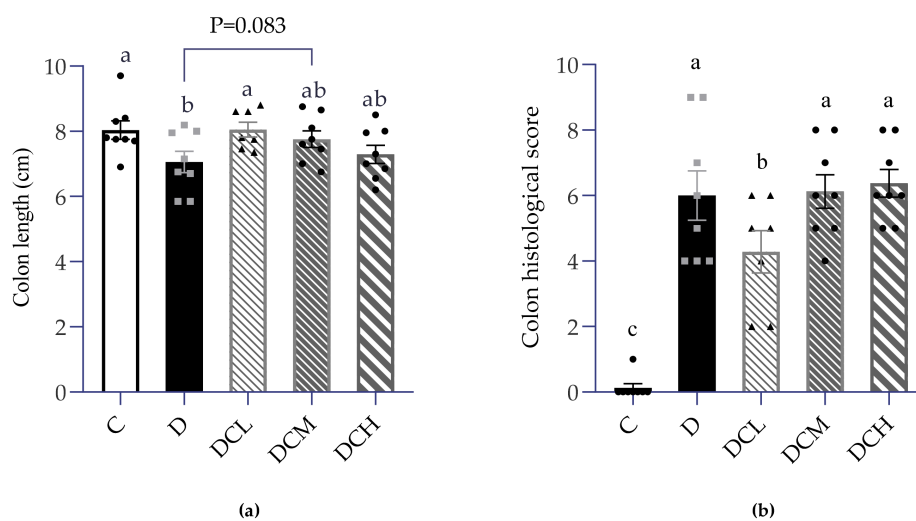 P=0.083
a
b
a
ab
ab
10
8
6
4
2
0
Colon length (cm)
C
D
DCL
DCM
DCH
(a)
a
b
a
a
c
10
8
6
4
2
0
Colon histological score
C
D
DCL
DCM
DCH
(b)